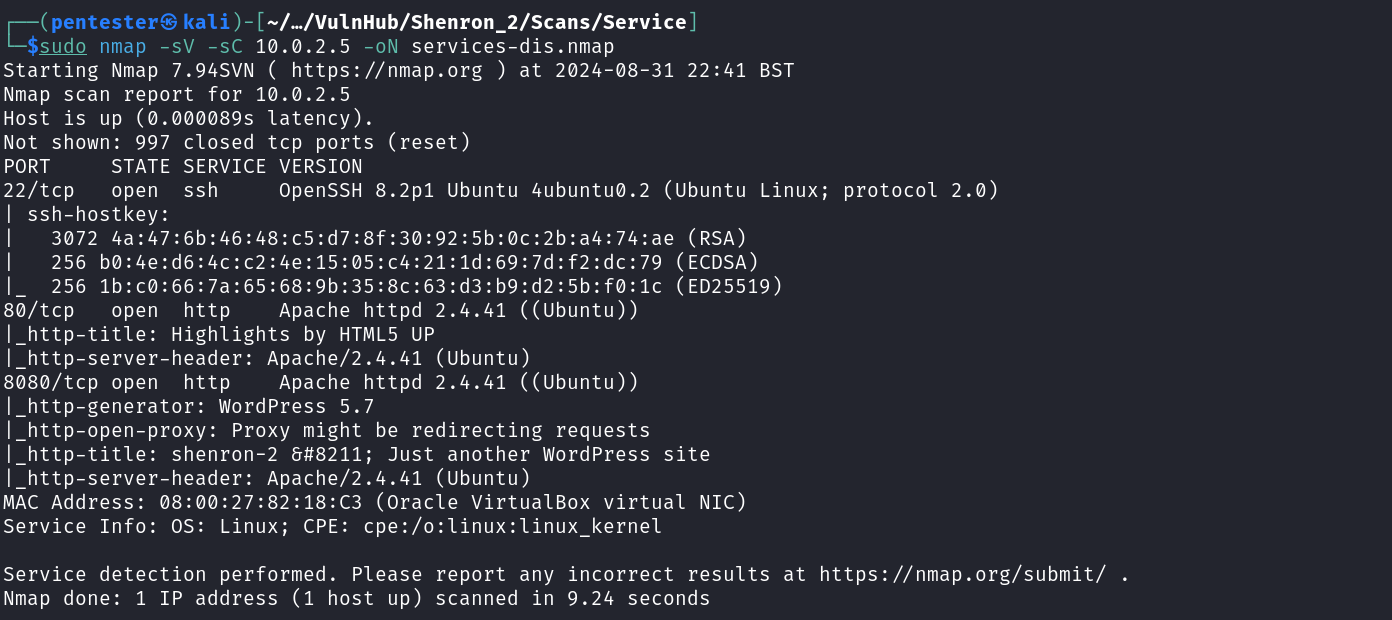 ┌──(pentester㉿kali)-[~/…/VulnHub/Shenron_2/Scans/Service]
└─$sudo nmap -sV -sC 10.0.2.5 -oN services-dis.nmap
Starting Nmap 7.94SVN ( https://nmap.org ) at 2024-08-31 22:41 BST
Nmap scan report for 10.0.2.5
Host is up (0.000089s latency).
Not shown: 997 closed tcp ports (reset)
PORT     STATE SERVICE VERSION
22/tcp   open  ssh     OpenSSH 8.2p1 Ubuntu 4ubuntu0.2 (Ubuntu Linux; protocol 2.0)
| ssh-hostkey:
|   3072 4a:47:6b:46:48:c5:d7:8f:30:92:5b:0c:2b:a4:74:ae (RSA)
|   256 b0:4e:d6:4c:c2:4e:15:05:c4:21:1d:69:7d:f2:dc:79 (ECDSA)
|_  256 1b:c0:66:7a:65:68:9b:35:8c:63:d3:b9:d2:5b:f0:1c (ED25519)
80/tcp   open  http    Apache httpd 2.4.41 ((Ubuntu))
|_http-title: Highlights by HTML5 UP
|_http-server-header: Apache/2.4.41 (Ubuntu)
8080/tcp open  http    Apache httpd 2.4.41 ((Ubuntu))
|_http-generator: WordPress 5.7
|_http-open-proxy: Proxy might be redirecting requests
|_http-title: shenron-2 &#8211; Just another WordPress site
|_http-server-header: Apache/2.4.41 (Ubuntu)
MAC Address: 08:00:27:82:18:C3 (Oracle VirtualBox virtual NIC)
Service Info: OS: Linux; CPE: cpe:/o:linux:linux_kernel

Service detection performed. Please report any incorrect results at https://nmap.org/submit/ .
Nmap done: 1 IP address (1 host up) scanned in 9.24 seconds